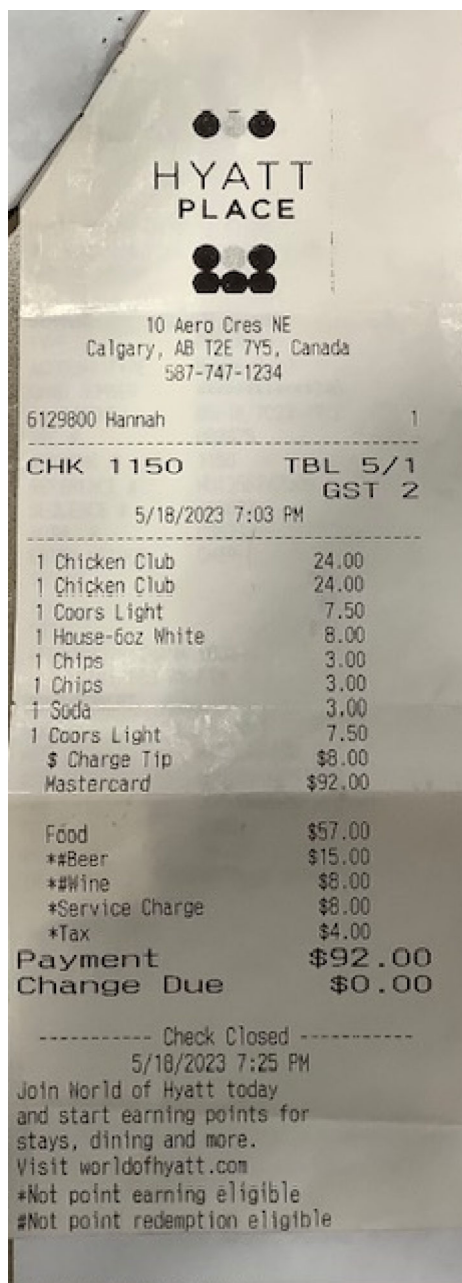 HYATT
PLACE
10 Aero Cres NE
Calgary, AB T2E 7Y5, Canada
587-747-1234
6129800 Hannah 1
CHK 1150 TBL 5/1
GST 2
5/18/2023 7:03 PM
1 Chicken Club 24.00
1 Chicken Club 24.00
1 Coors Light 7.50
1 House-6oz White 8.00
1 Chips 3.00
1 Chips 3.00
1 Soda 3.00
1 Coors Light 7.50
$ Charge Tip $8.00
Mastercard $92.00
Food $57.00
*#Beer $15.00
*#Wine $8.00
*Service Charge $8.00
*Tax $4.00
Payment $92.00
Change Due $0.00
----------- Check Closed -----------
5/18/2023 7:25 PM
Join World of Hyatt today
and start earning points for
stays, dining and more.
Visit worldofhyatt.com
*Not point earning eligible
#Not point redemption eligible